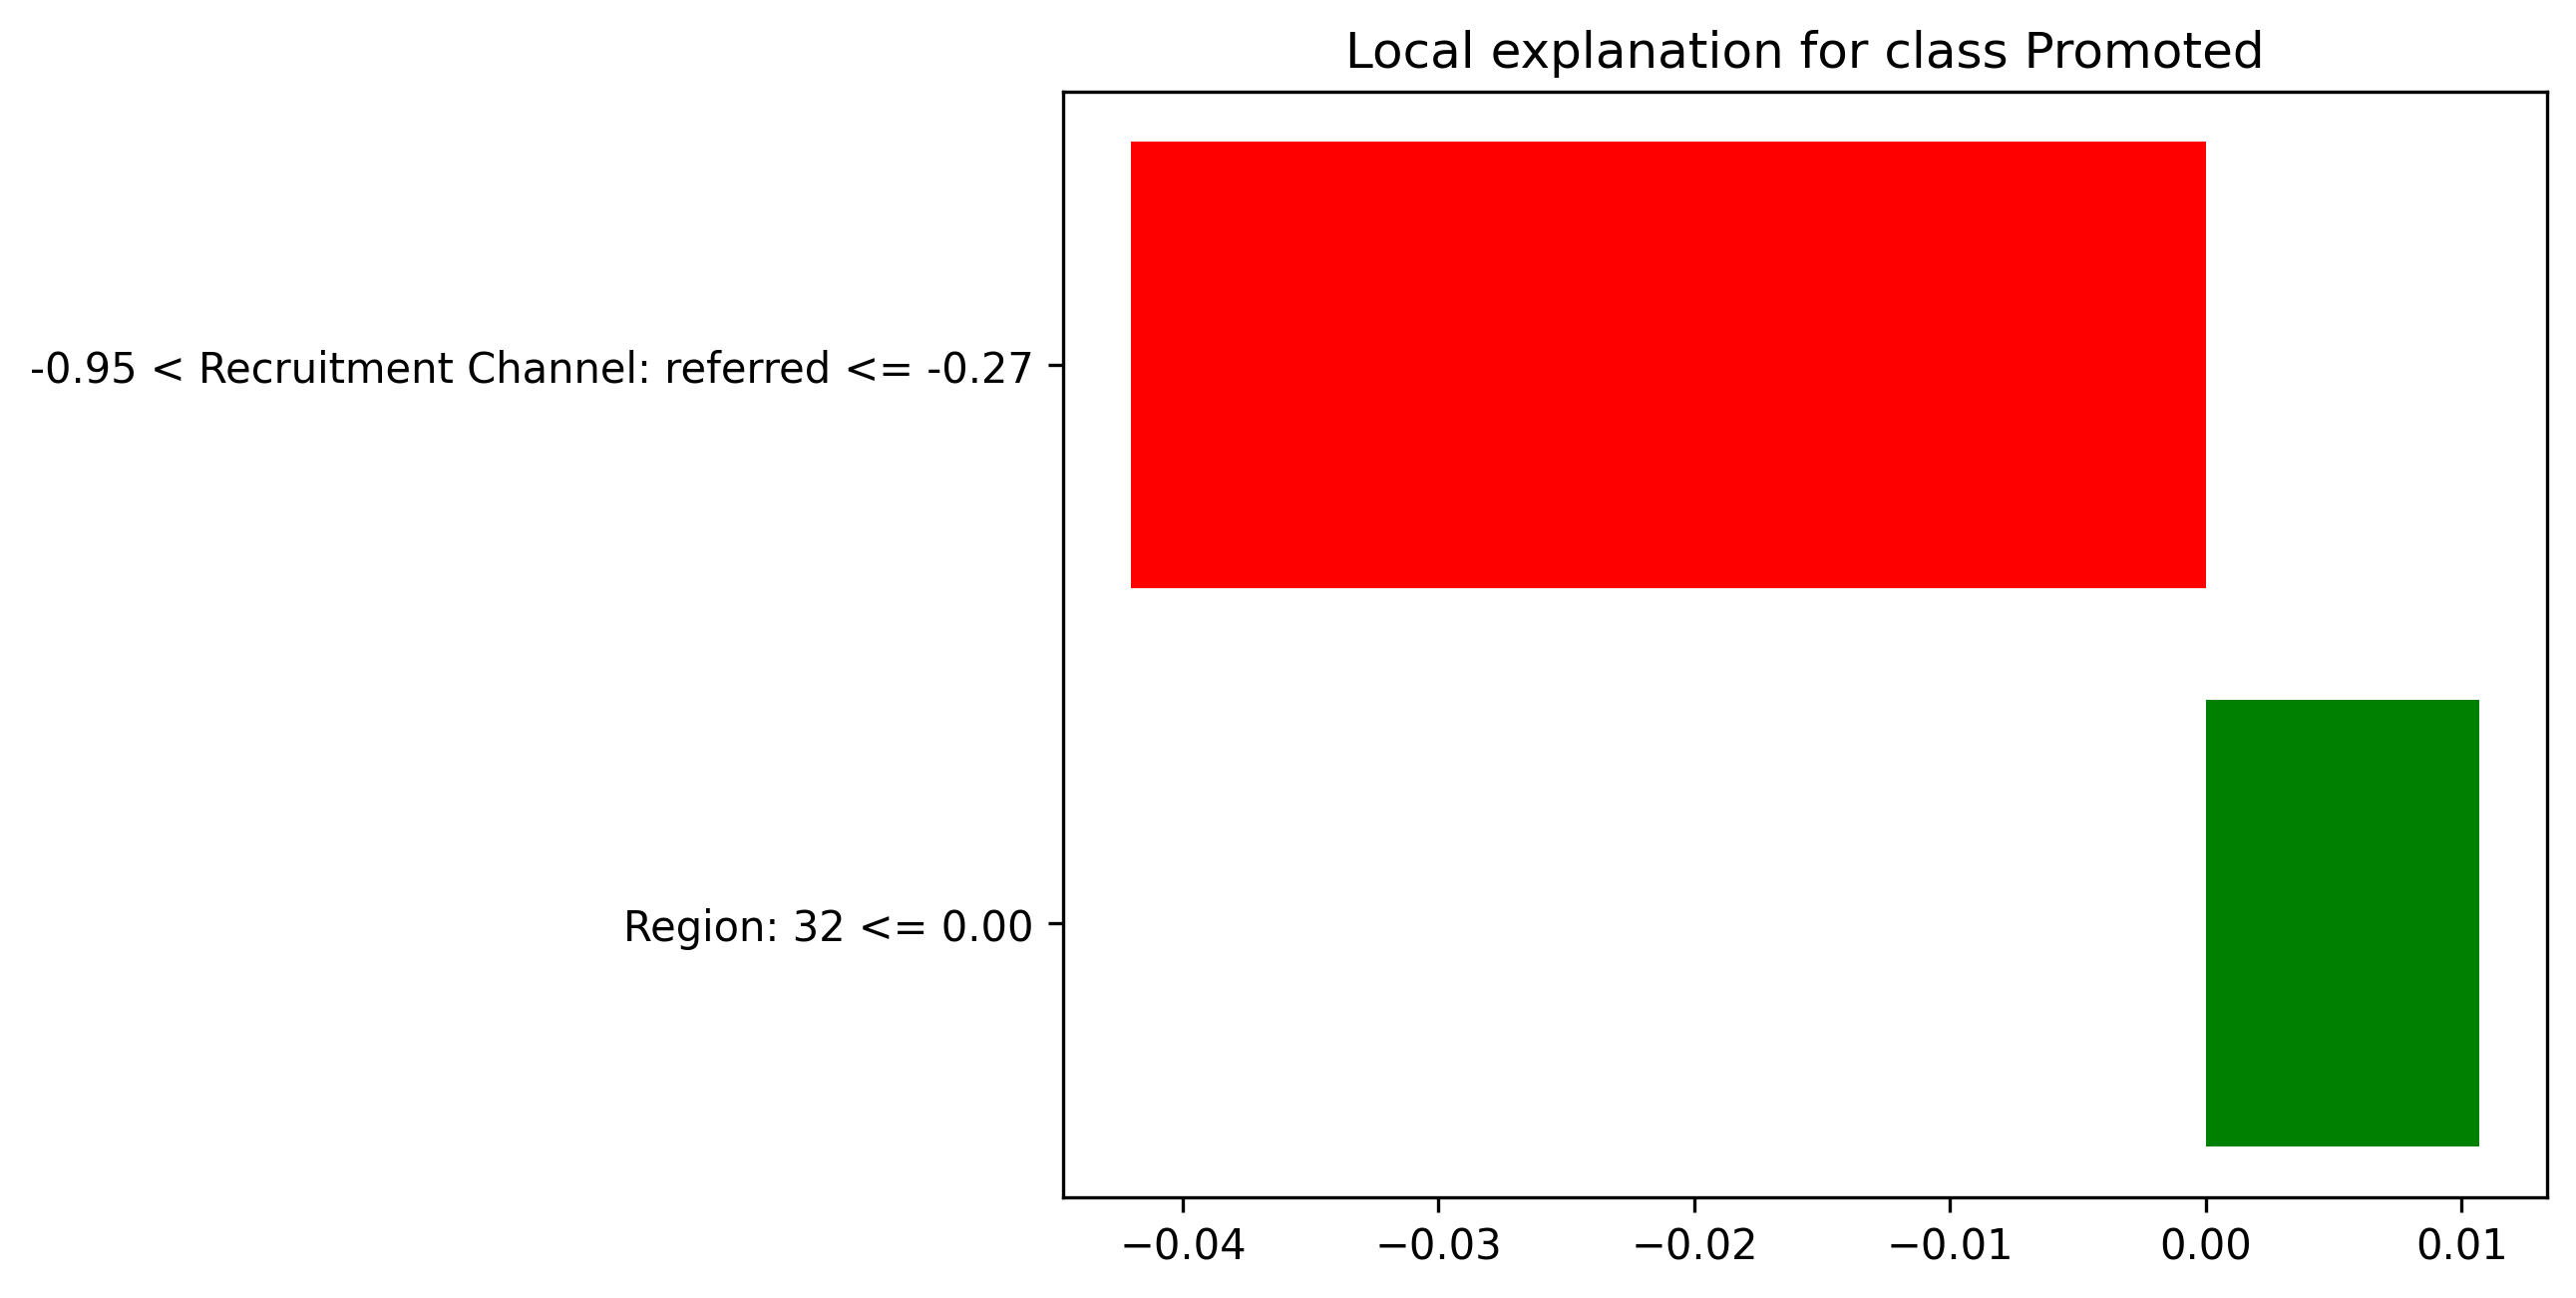 Local explanation for class Promoted
-0.95 < Recruitment Channel: referred <= -0.27
Region: 32 <= 0.00
−0.04 −0.03 −0.02 −0.01 0.00 0.01